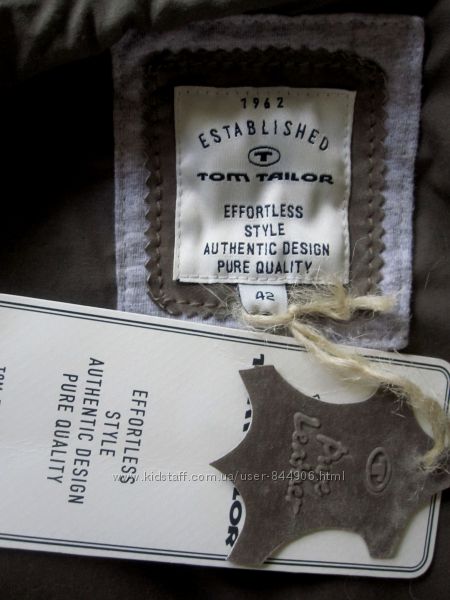 1962
ESTABLISHED
T
TOM TAILOR
EFFORTLESS
STYLE
AUTHENTIC DESIGN
PURE QUALITY
42
EFFORTLESS
STYLE
AUTHENTIC DESIGN
PURE QUALITY
TAILOR
T
Pure
Leather
www.kidstaff.com.ua/user-844906.html